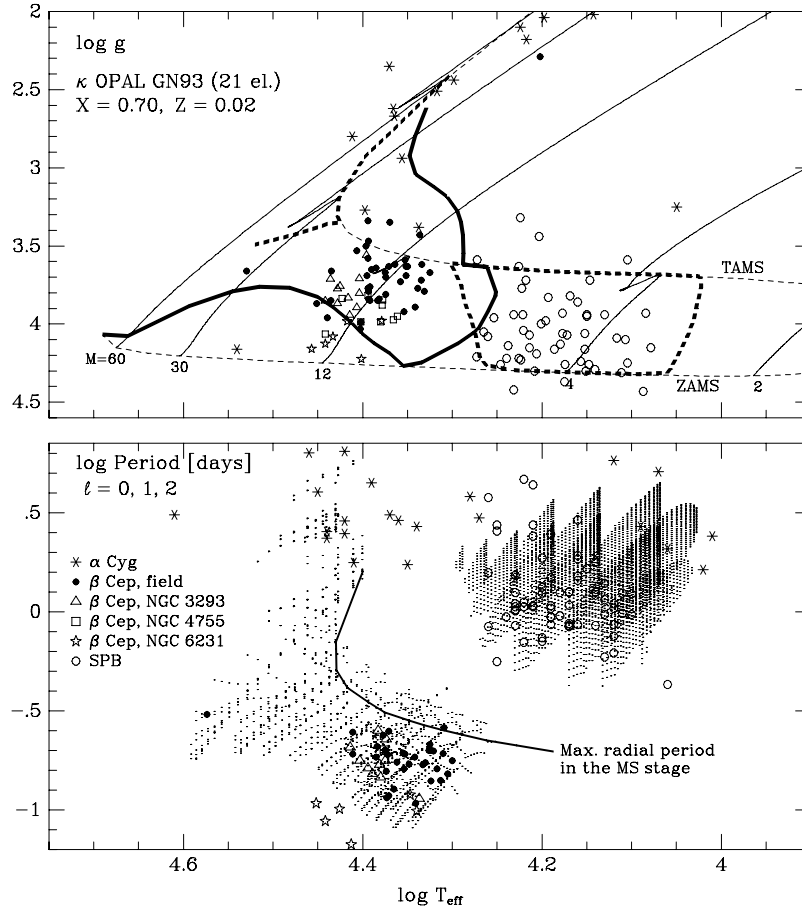 2
log g
κ OPAL GN93 (21 el.)
2.5
X = 0.70, Z = 0.02
3
3.5
TAMS
4
M=60
30
12
4
ZAMS
2
4.5
log Period [days]
ℓ = 0, 1, 2
.5
α Cyg
β Cep, field
β Cep, NGC 3293
0
β Cep, NGC 4755
β Cep, NGC 6231
SPB
-.5
Max. radial period
in the MS stage
-1
4.6
4.4
4.2
4
log T_eff